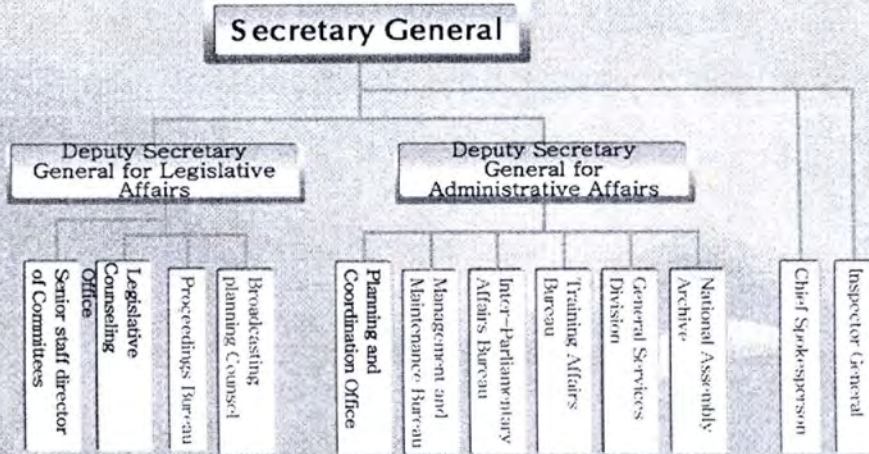 Secretary General
Deputy Secretary
General for Legislative
Affairs
Deputy Secretary
General for
Administrative Affairs
Senior staff director
of Committees
Legislative
Counseling
Office
Proceedings Bureau
Broadcasting
planning Counsel
Planning and
Coordination Office
Management and
Maintenance Bureau
Inter-Parliamentary
Affairs Bureau
Training Affairs
Bureau
General Services
Division
National Assembly
Archive
Chief Spokesperson
Inspector General